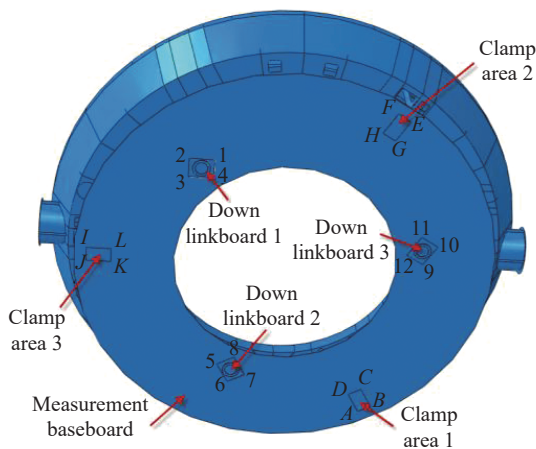 Clamp
area 2
F
E
H
G
2 1
3 4
Down
linkboard 1
Down
linkboard 3
11
10
12 9
I L
J K
Clamp
area 3
Down
linkboard 2
8
5
6 7
D C
A B
Measurement
baseboard
Clamp
area 1